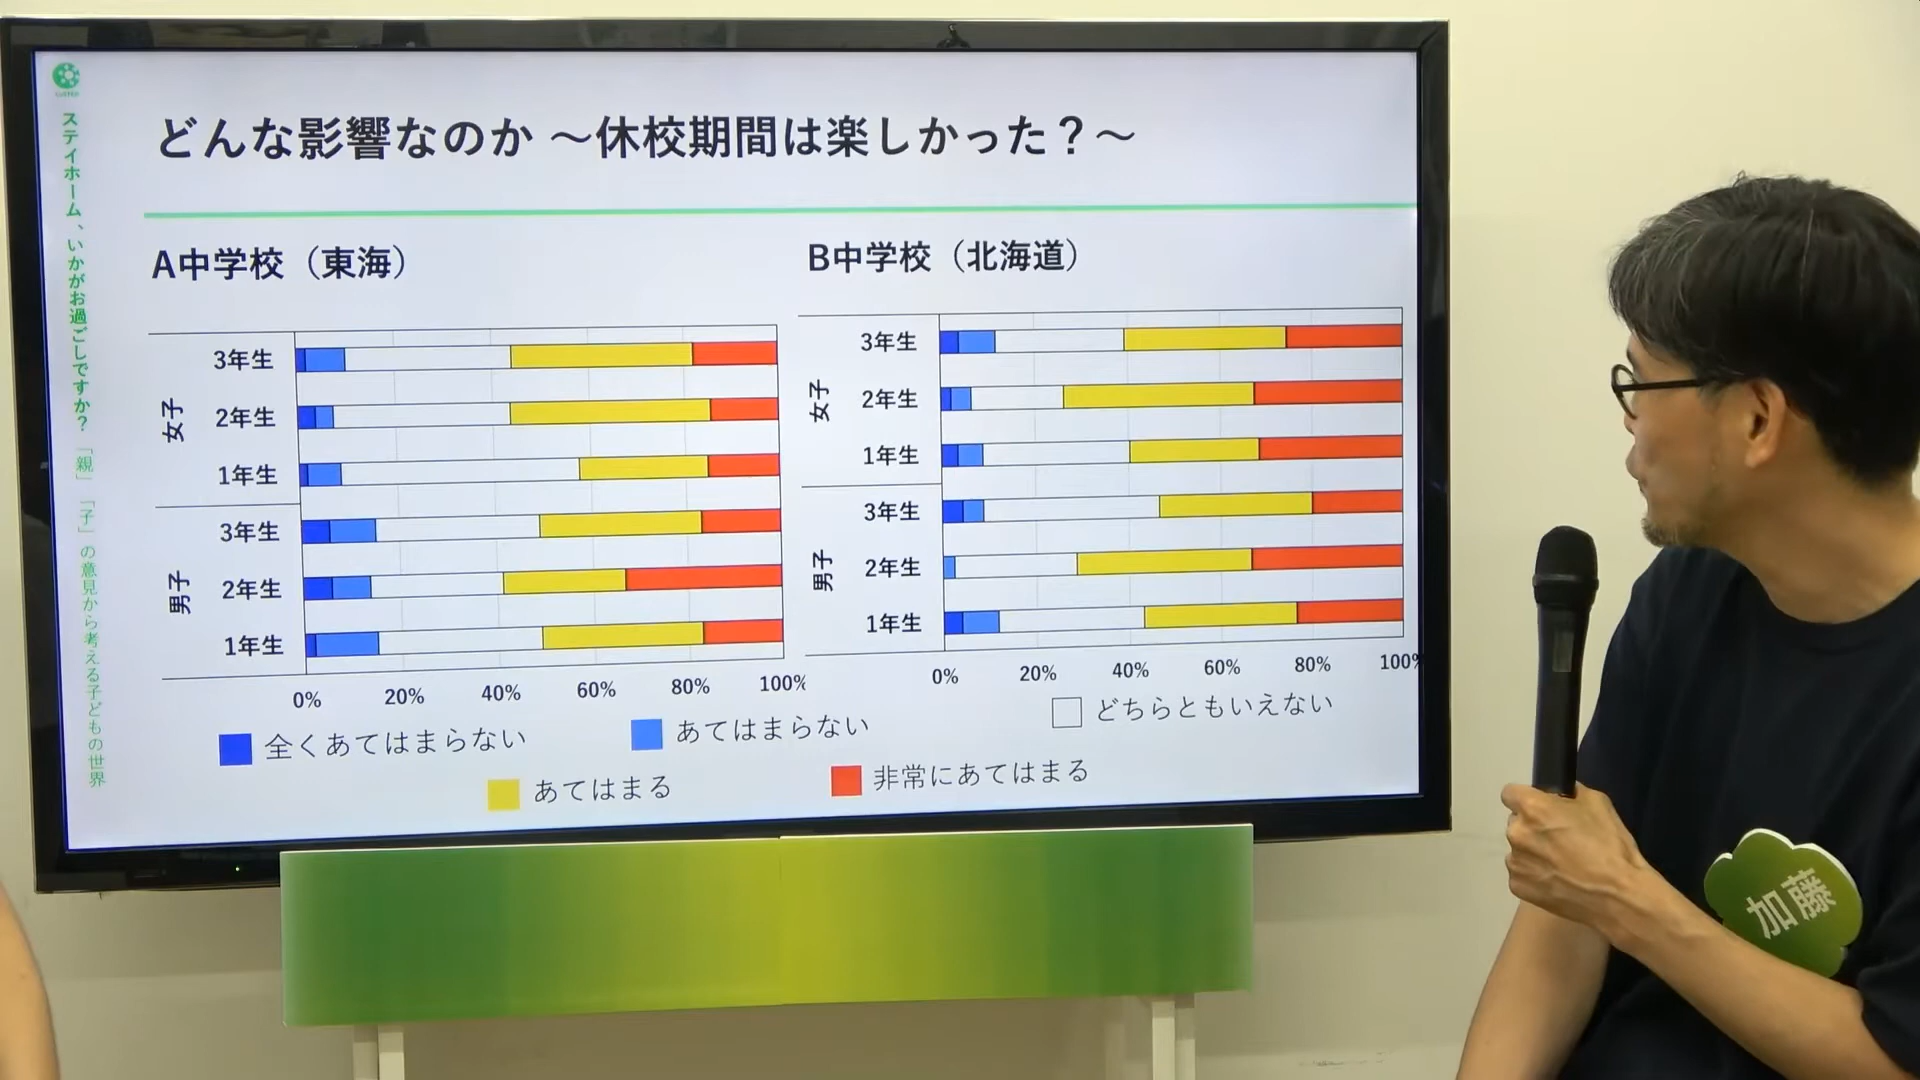 どんな影響なのか ～休校期間は楽しかった？～
ステイホーム、いかがお過ごしですか？ 「親」「子」の意見から考える子どもの世界
A中学校（東海）
女子
3年生
2年生
1年生
男子
3年生
2年生
1年生
0% 20% 40% 60% 80% 100%
B中学校（北海道）
女子
3年生
2年生
1年生
男子
3年生
2年生
1年生
0% 20% 40% 60% 80% 100%
全くあてはまらない
あてはまらない
どちらともいえない
あてはまる
非常にあてはまる
加藤